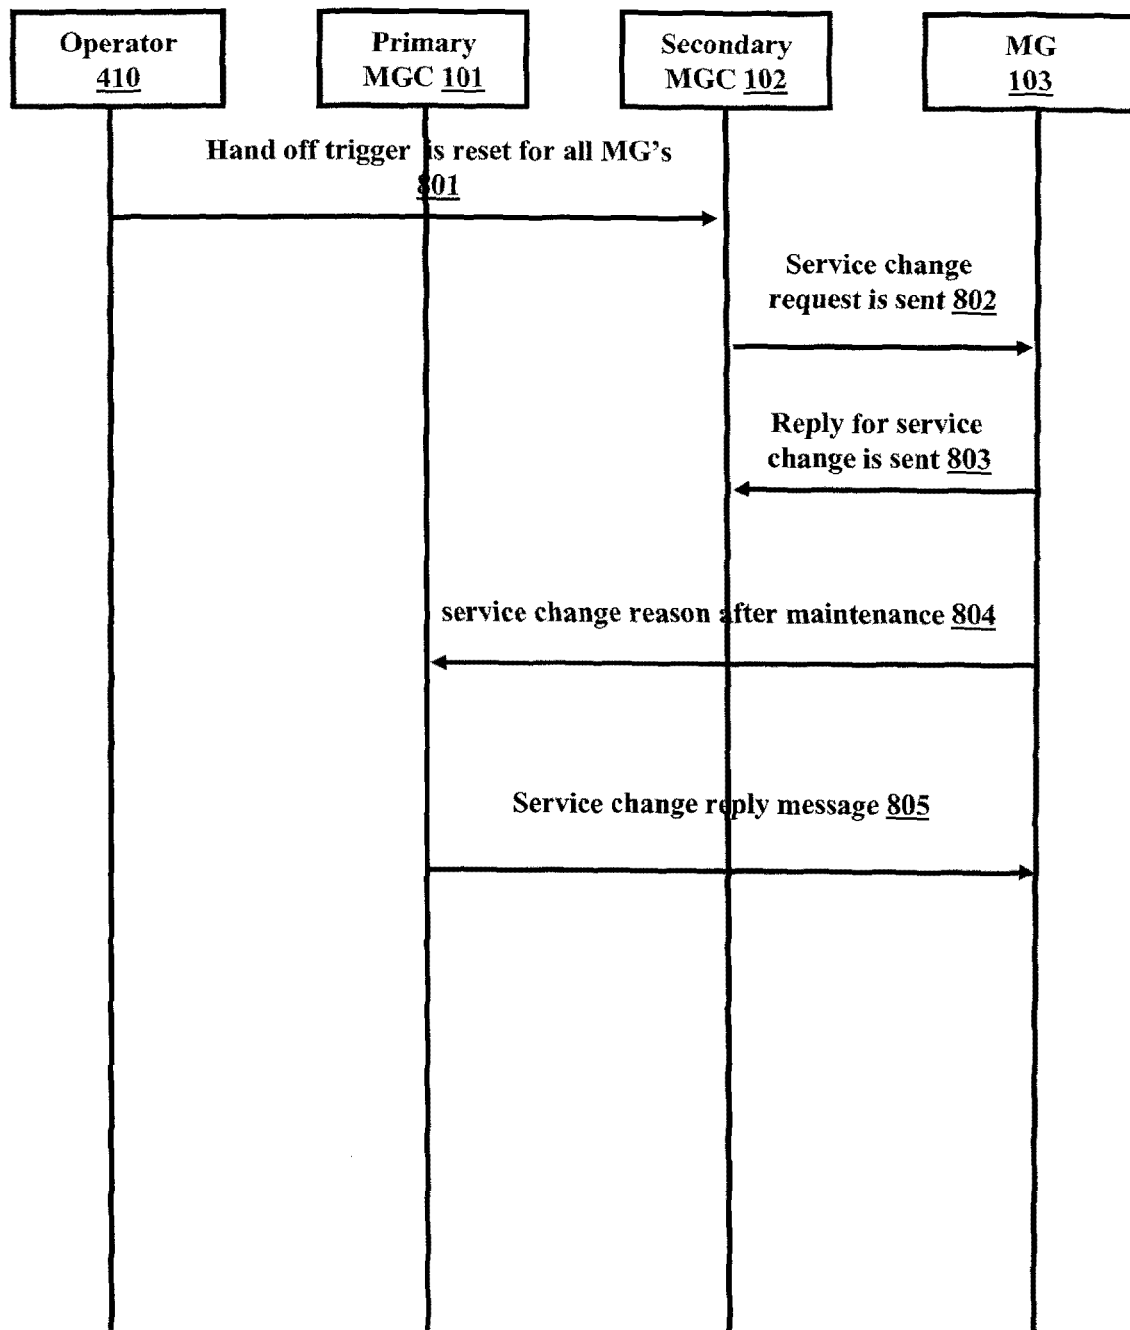 Operator
410
Primary
MGC 101
Secondary
MGC 102
MG
103
Hand off trigger is reset for all MG's
801
Service change
request is sent 802
Reply for service
change is sent 803
service change reason after maintenance 804
Service change reply message 805